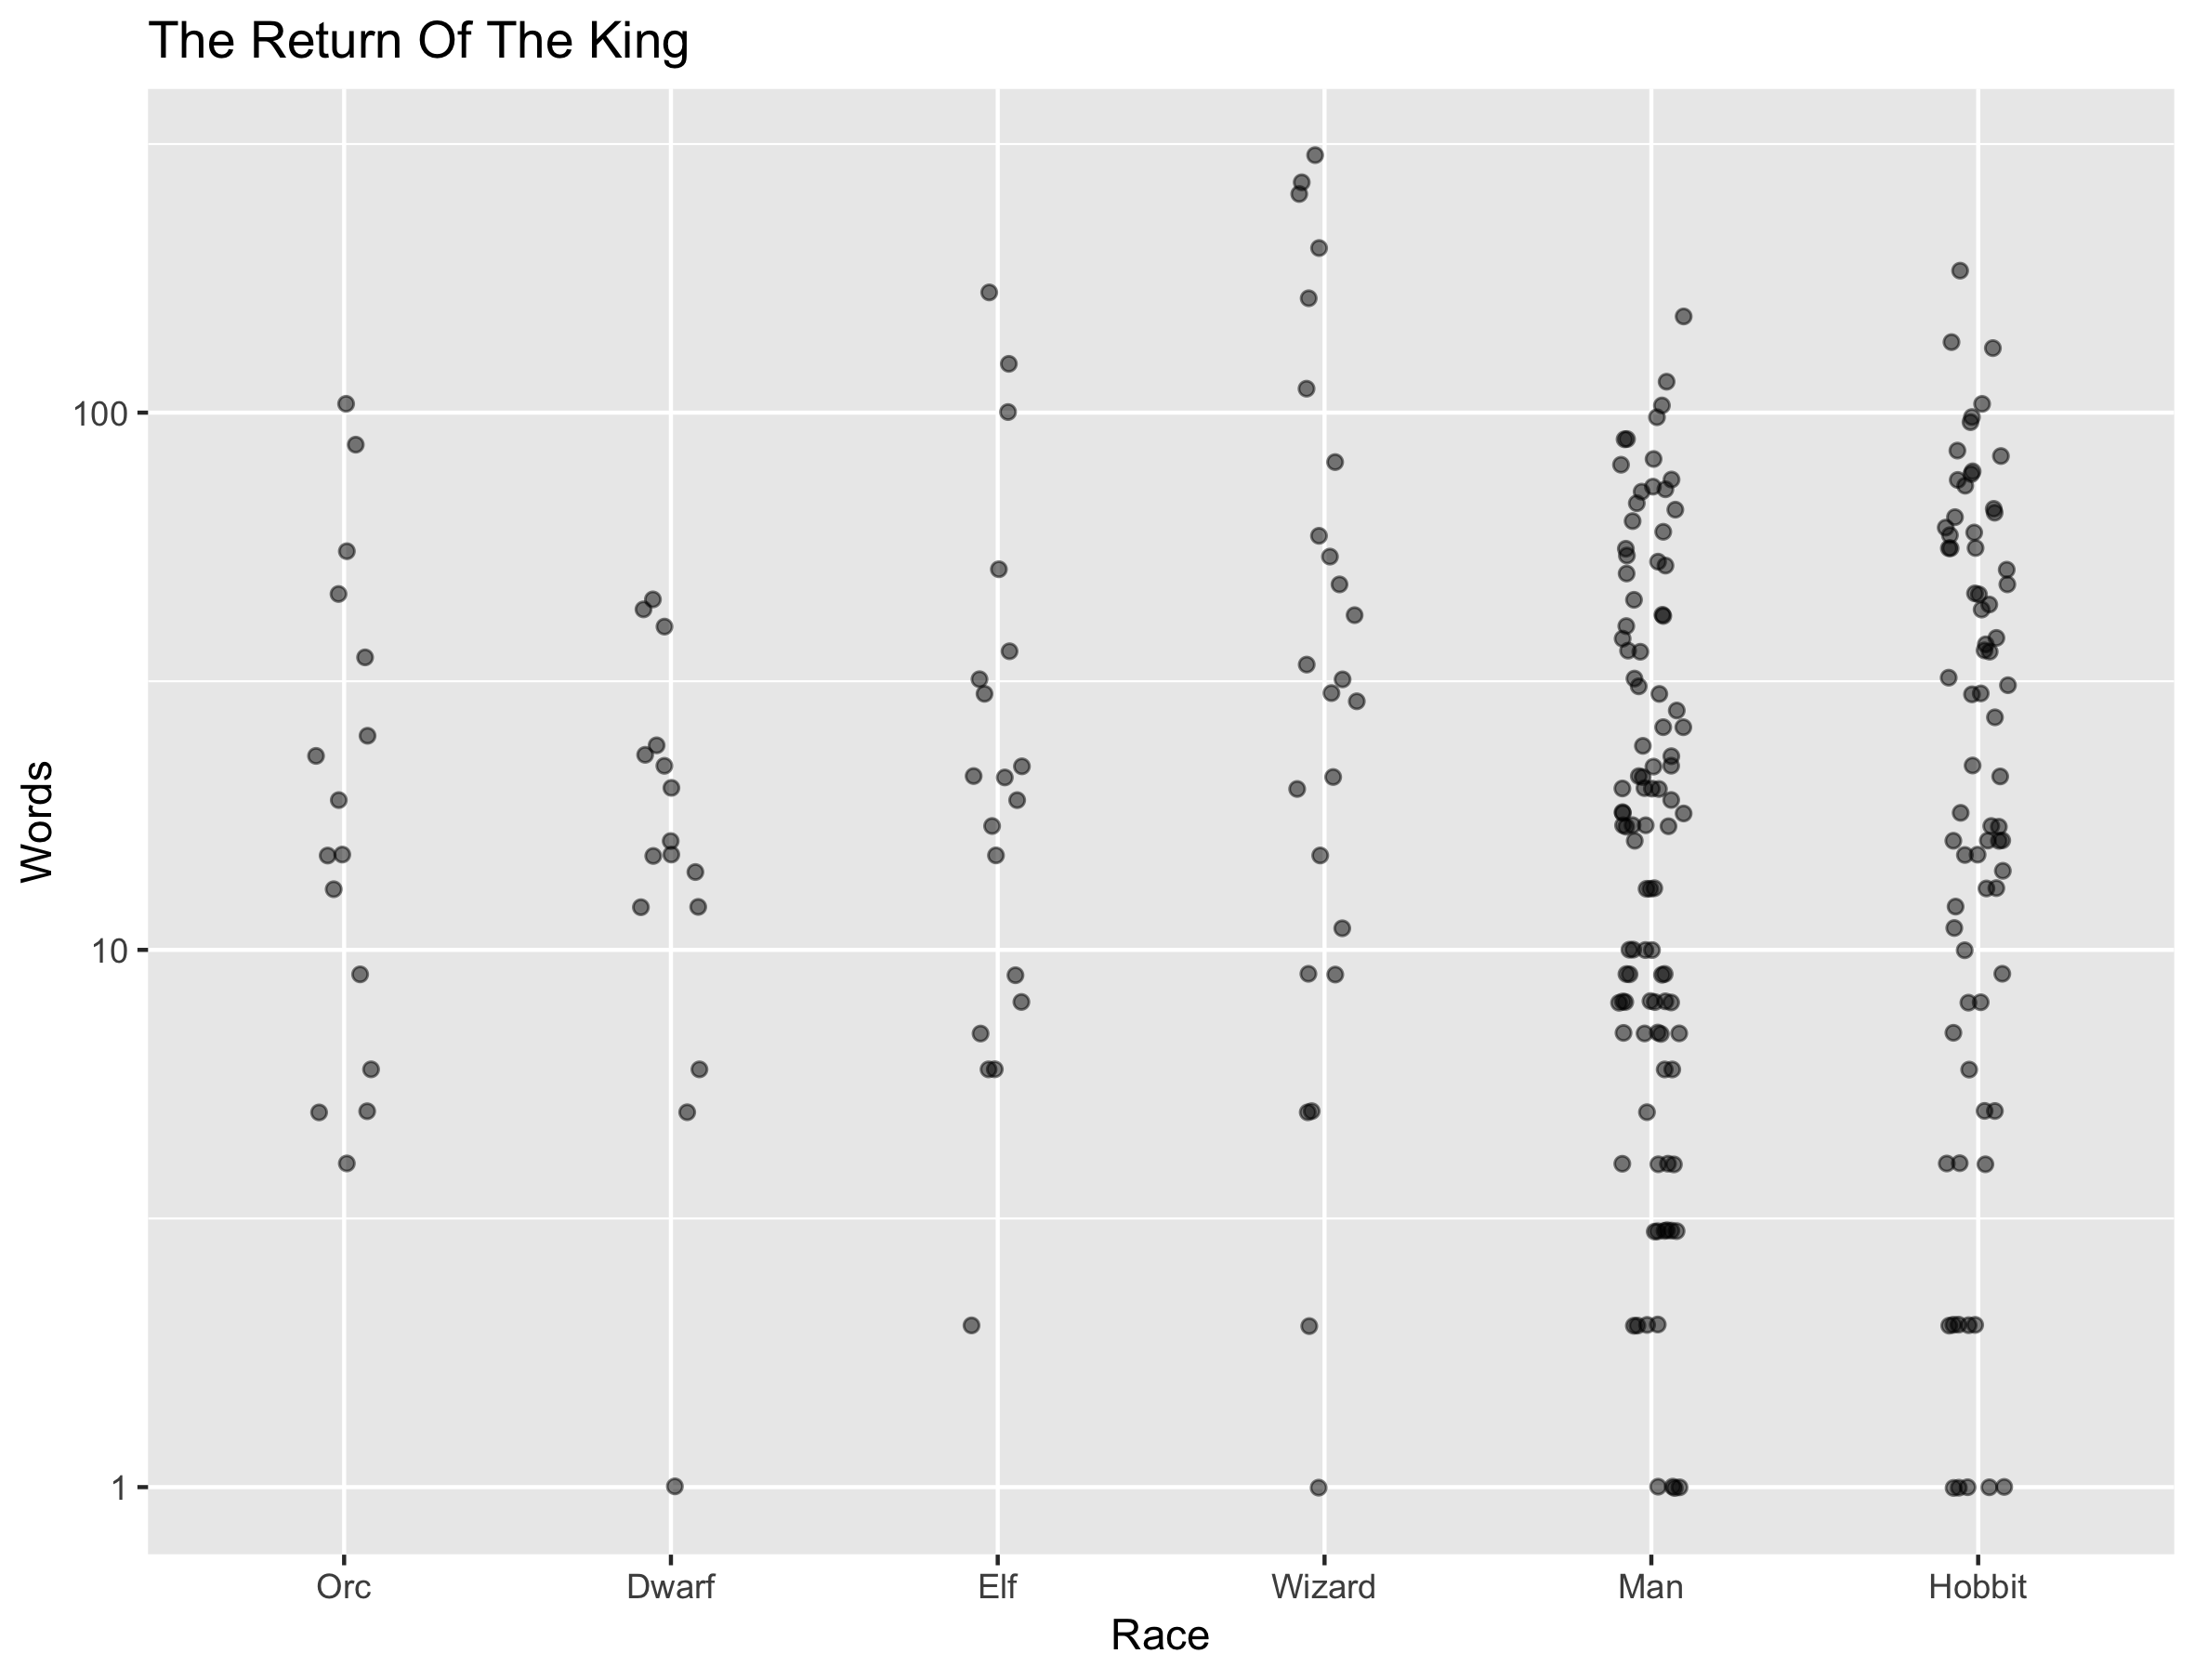 The Return Of The King
Words
100
10
1
Orc Dwarf Elf Wizard Man Hobbit
Race